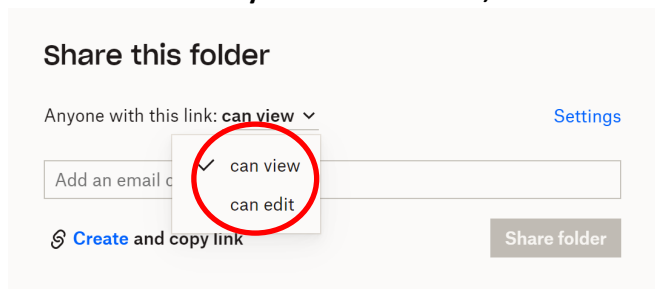 Share this folder
Anyone with this link: can view
Settings
can view
Add an email
can edit
Create and copy link
Share folder